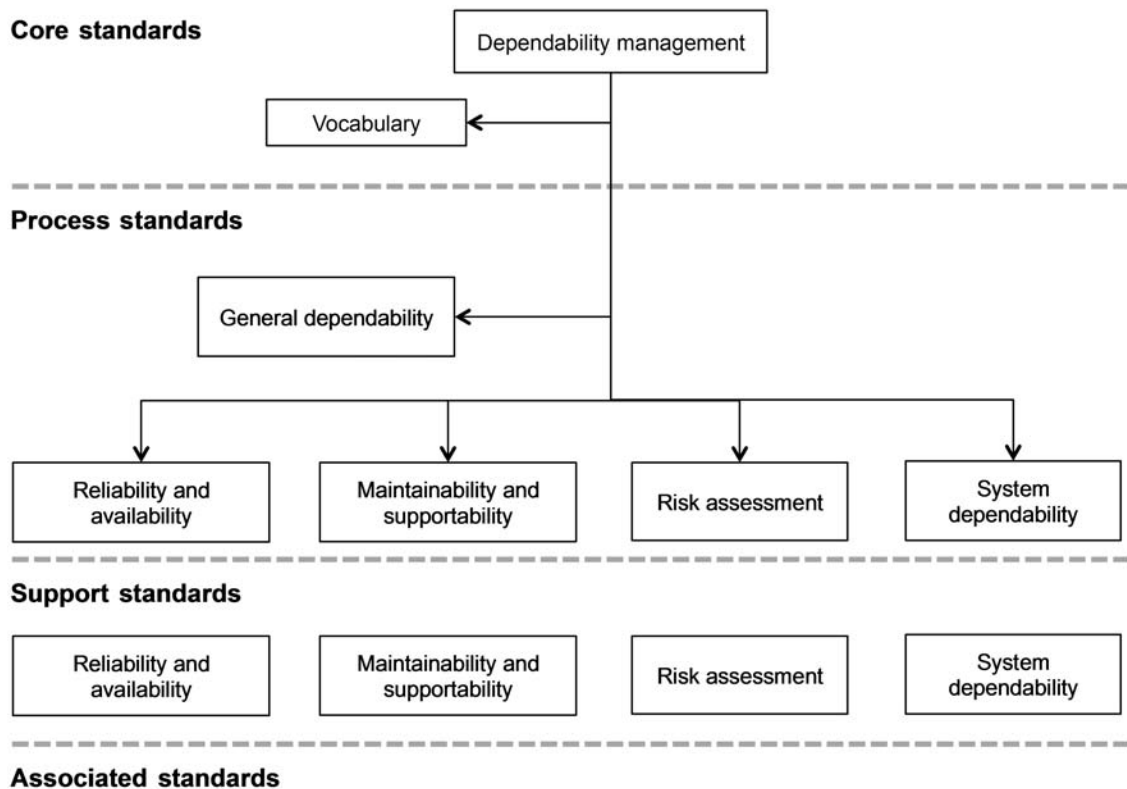 Core standards
Dependability management
Vocabulary
Process standards
General dependability
Reliability and
availability
Maintainability and
supportability
Risk assessment
System
dependability
Support standards
Reliability and
availability
Maintainability and
supportability
Risk assessment
System
dependability
Associated standards